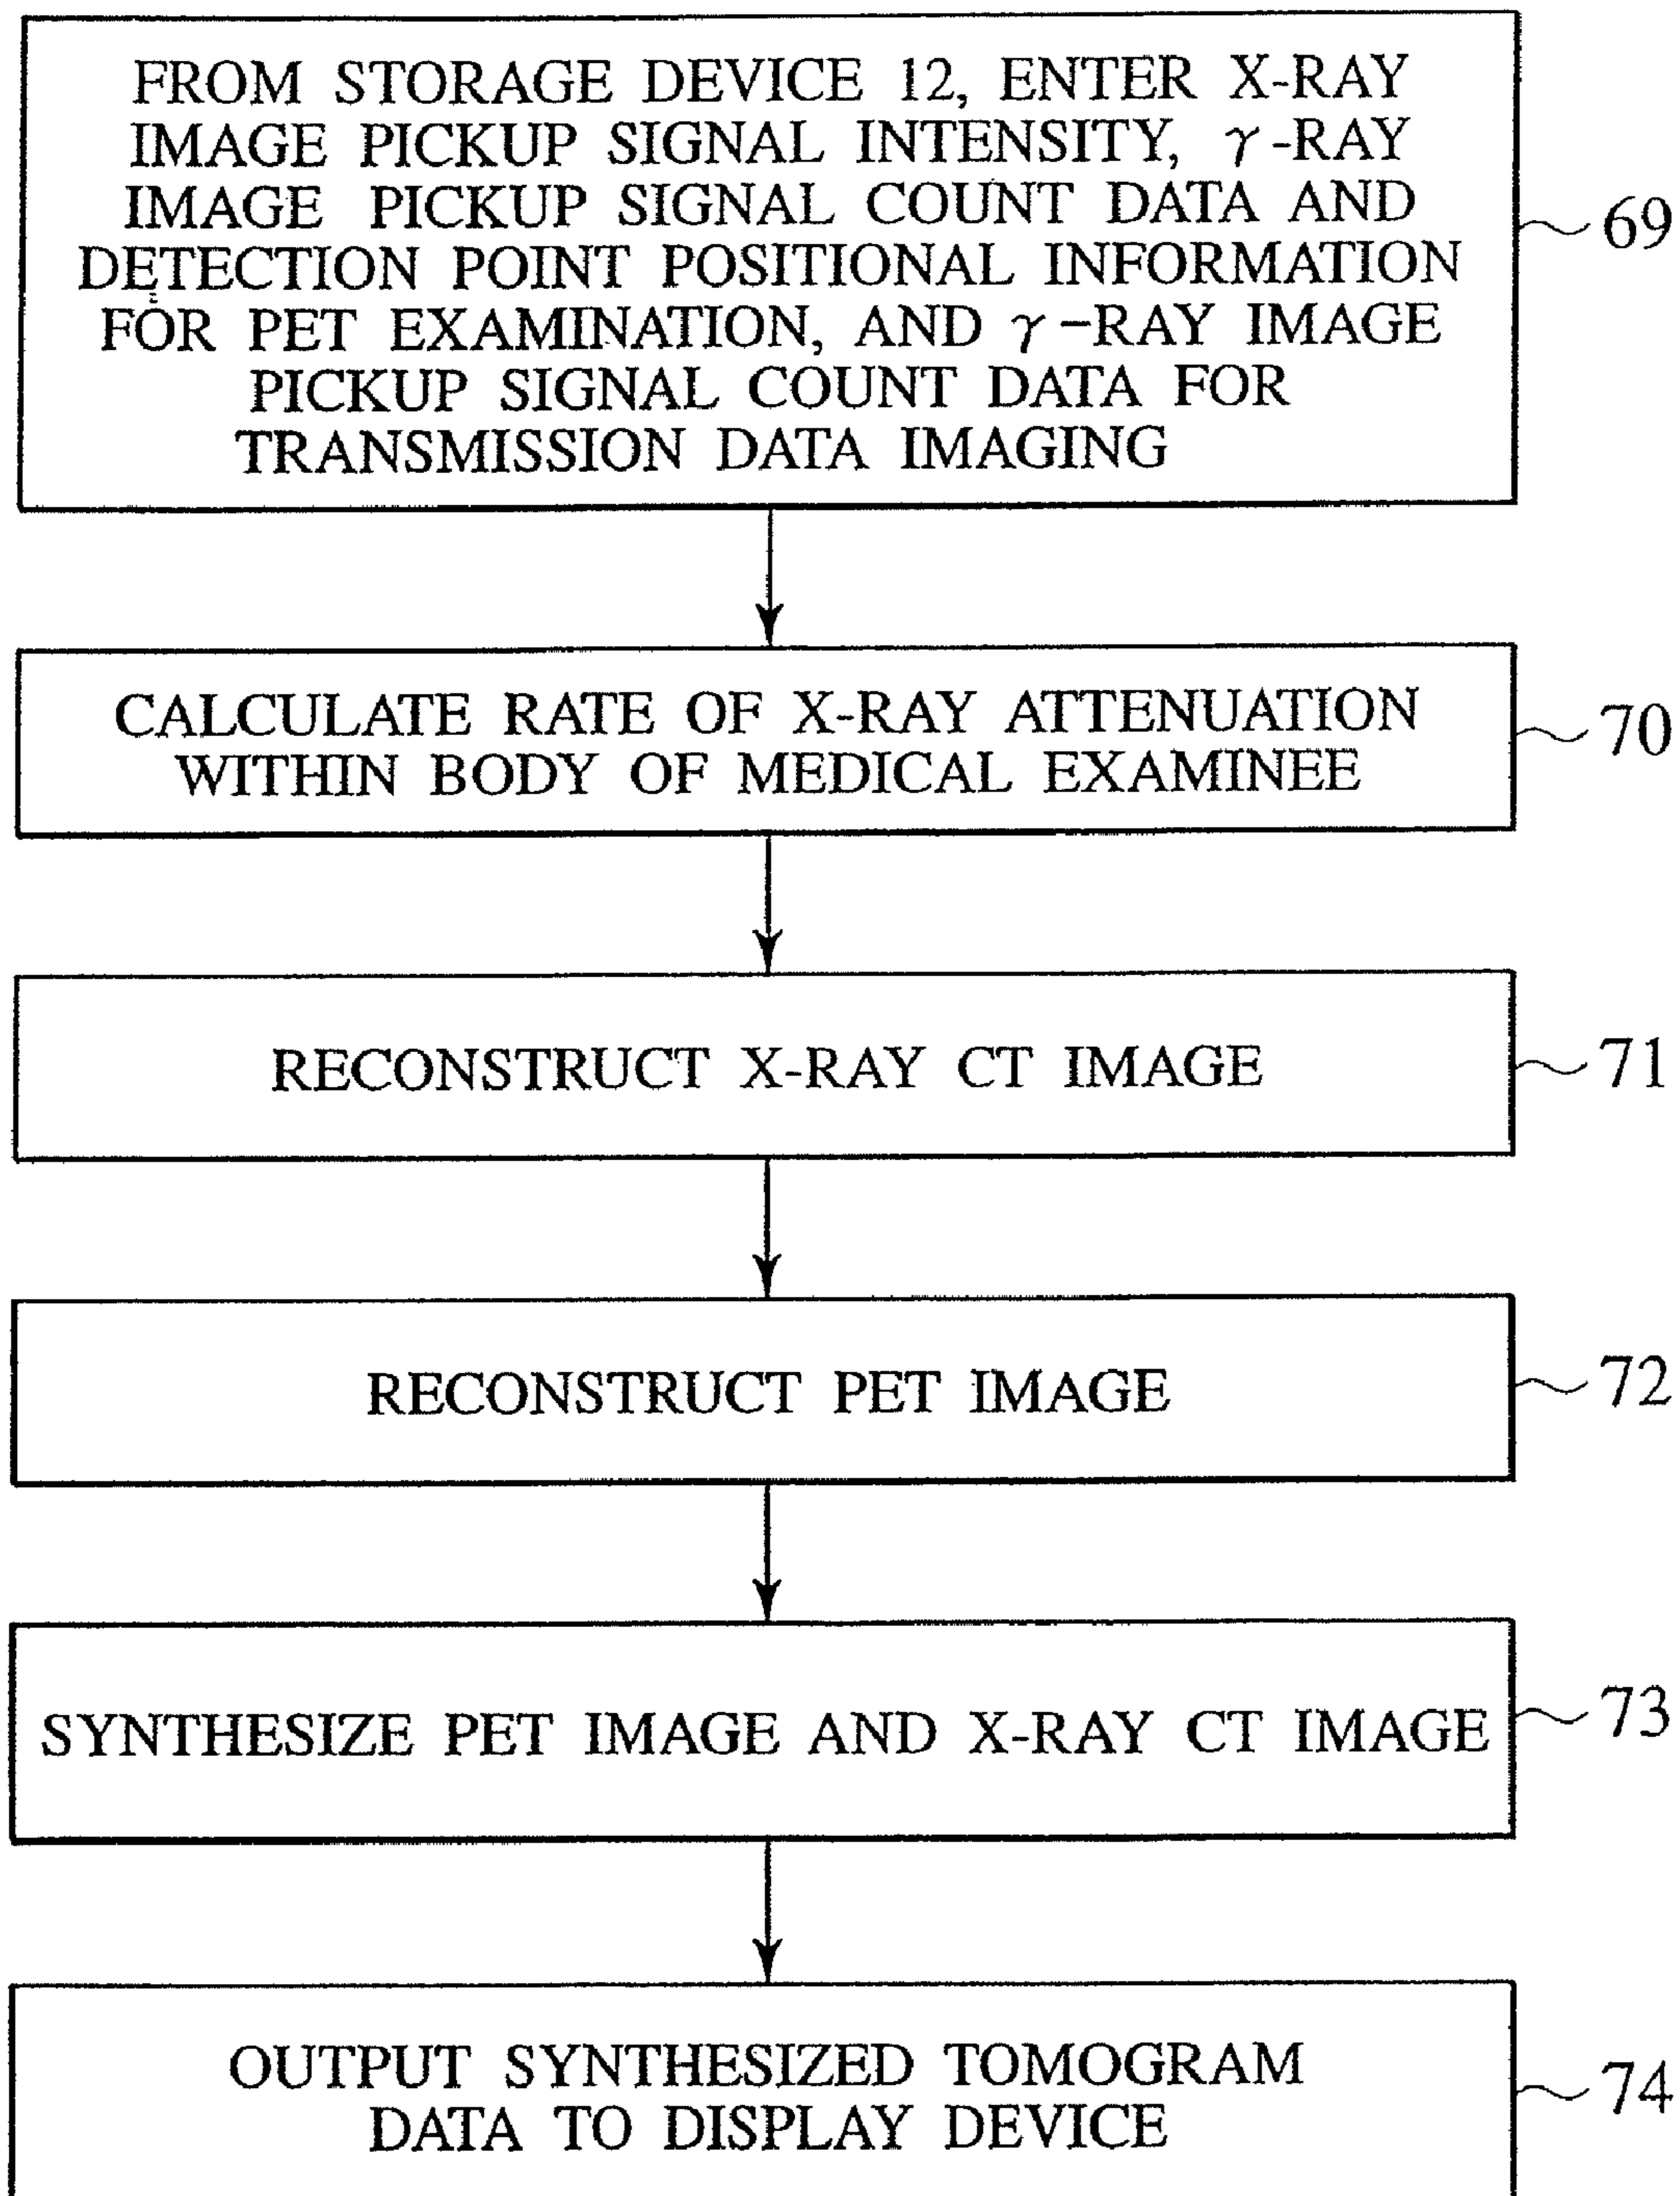 FROM STORAGE DEVICE 12, ENTER X-RAY
IMAGE PICKUP SIGNAL INTENSITY, γ-RAY
IMAGE PICKUP SIGNAL COUNT DATA AND
DETECTION POINT POSITIONAL INFORMATION
FOR PET EXAMINATION, AND γ-RAY IMAGE
PICKUP SIGNAL COUNT DATA FOR
TRANSMISSION DATA IMAGING
69
CALCULATE RATE OF X-RAY ATTENUATION
WITHIN BODY OF MEDICAL EXAMINEE
70
RECONSTRUCT X-RAY CT IMAGE
71
RECONSTRUCT PET IMAGE
72
SYNTHESIZE PET IMAGE AND X-RAY CT IMAGE
73
OUTPUT SYNTHESIZED TOMOGRAM
DATA TO DISPLAY DEVICE
74